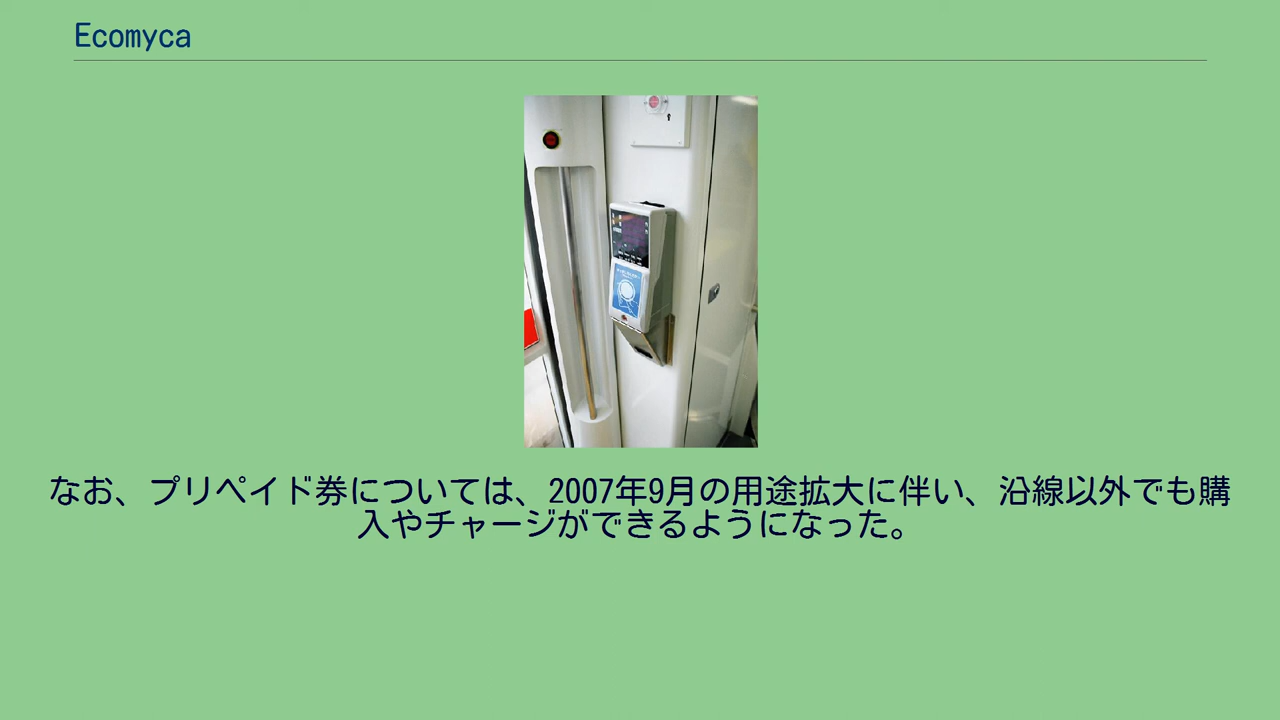 Ecomyca
なお、プリペイド券については、2007年9月の用途拡大に伴い、沿線以外でも購
入やチャージができるようになった。